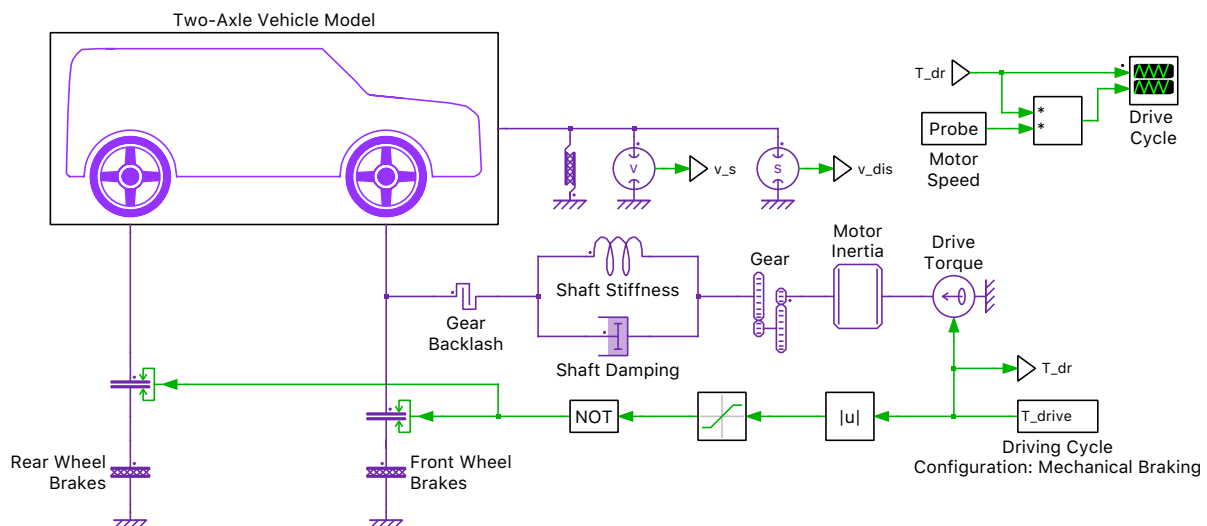 Two-Axle Vehicle Model
T_dr
*
*
Probe
Motor
Speed
Drive
Cycle
v
v_s
s
v_dis
Motor
Inertia
Drive
Torque
Gear
Shaft Stiffness
Gear
Backlash
Shaft Damping
T_dr
NOT
|u|
T_drive
Driving Cycle
Configuration: Mechanical Braking
Rear Wheel
Brakes
Front Wheel
Brakes